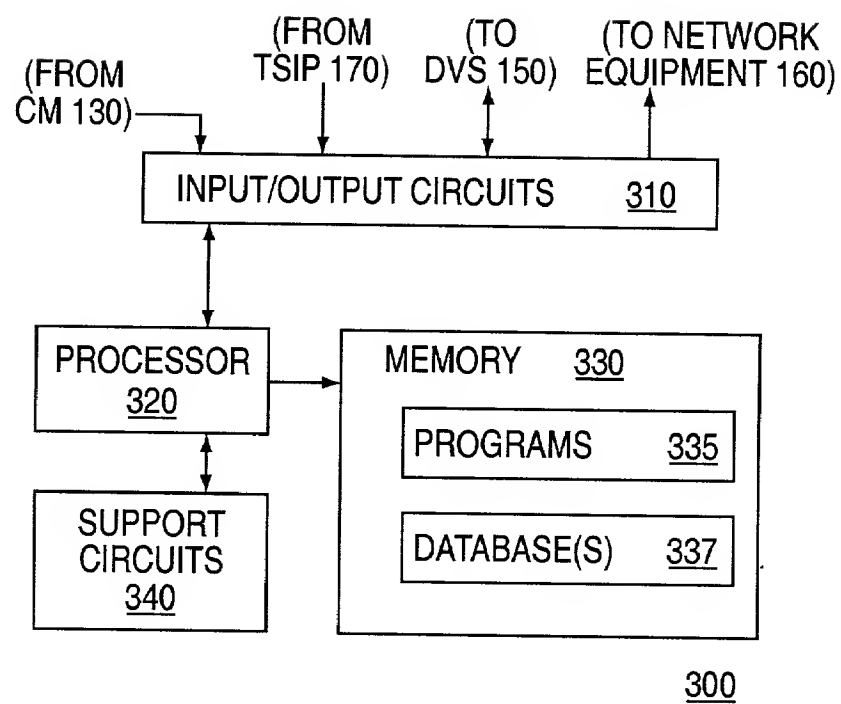 (FROM
CM 130)
(FROM
TSIP 170)
(TO
DVS 150)
(TO NETWORK
EQUIPMENT 160)
INPUT/OUTPUT CIRCUITS 310
PROCESSOR
320
MEMORY 330
PROGRAMS 335
DATABASE(S) 337
SUPPORT
CIRCUITS
340
300